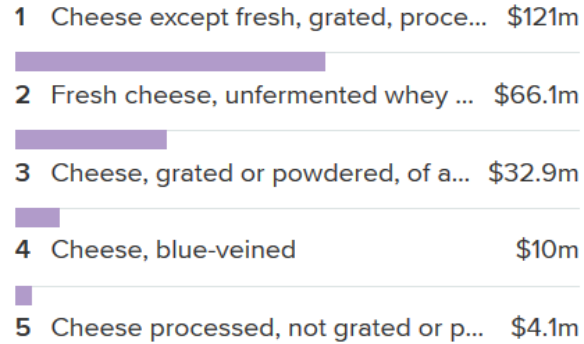 1 Cheese except fresh, grated, proce... $121m
2 Fresh cheese, unfermented whey ... $66.1m
3 Cheese, grated or powdered, of a... $32.9m
4 Cheese, blue-veined $10m
5 Cheese processed, not grated or p... $4.1m